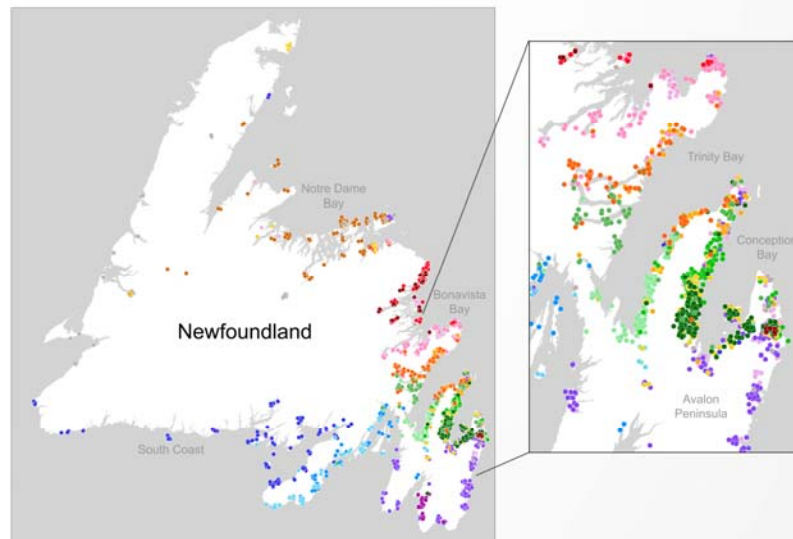 Notre Dame
Bay
Bonavista
Bay
Newfoundland
South Coast
Trinity Bay
Conception
Bay
Avalon
Peninsula